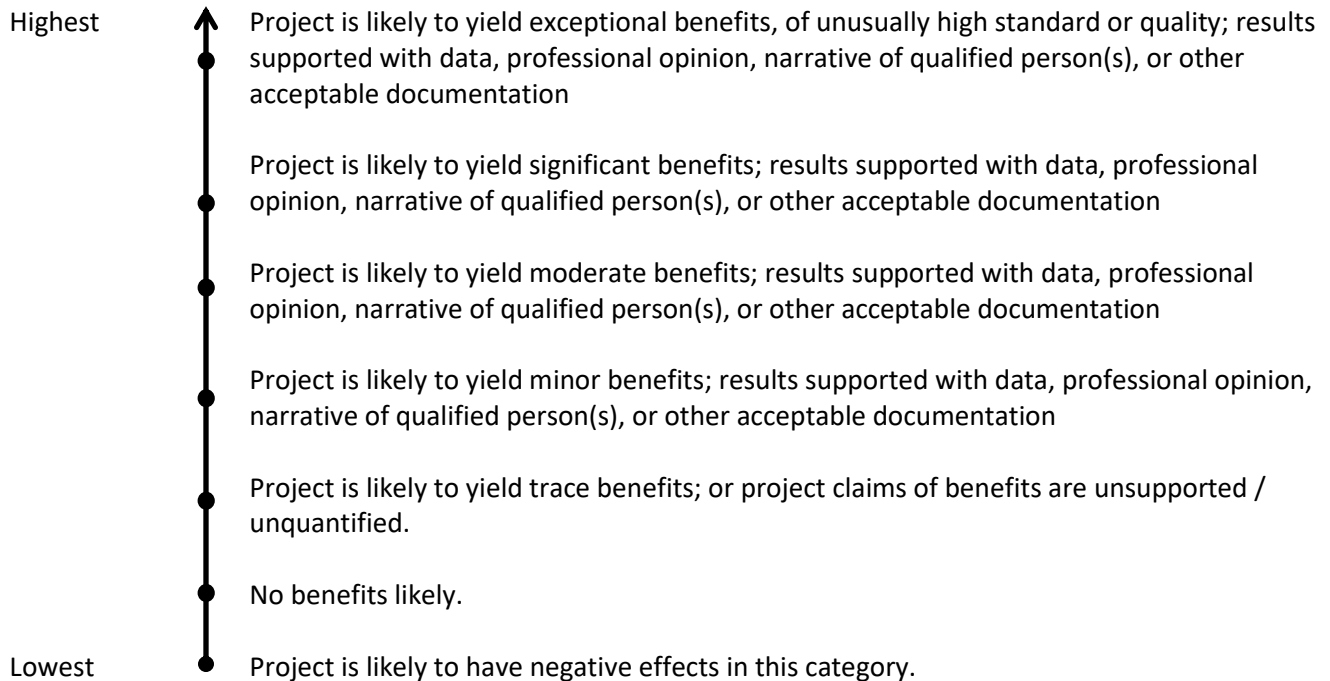 Highest
Project is likely to yield exceptional benefits, of unusually high standard or quality; results
supported with data, professional opinion, narrative of qualified person(s), or other
acceptable documentation
Project is likely to yield significant benefits; results supported with data, professional
opinion, narrative of qualified person(s), or other acceptable documentation
Project is likely to yield moderate benefits; results supported with data, professional
opinion, narrative of qualified person(s), or other acceptable documentation
Project is likely to yield minor benefits; results supported with data, professional opinion,
narrative of qualified person(s), or other acceptable documentation
Project is likely to yield trace benefits; or project claims of benefits are unsupported /
unquantified.
No benefits likely.
Lowest
Project is likely to have negative effects in this category.